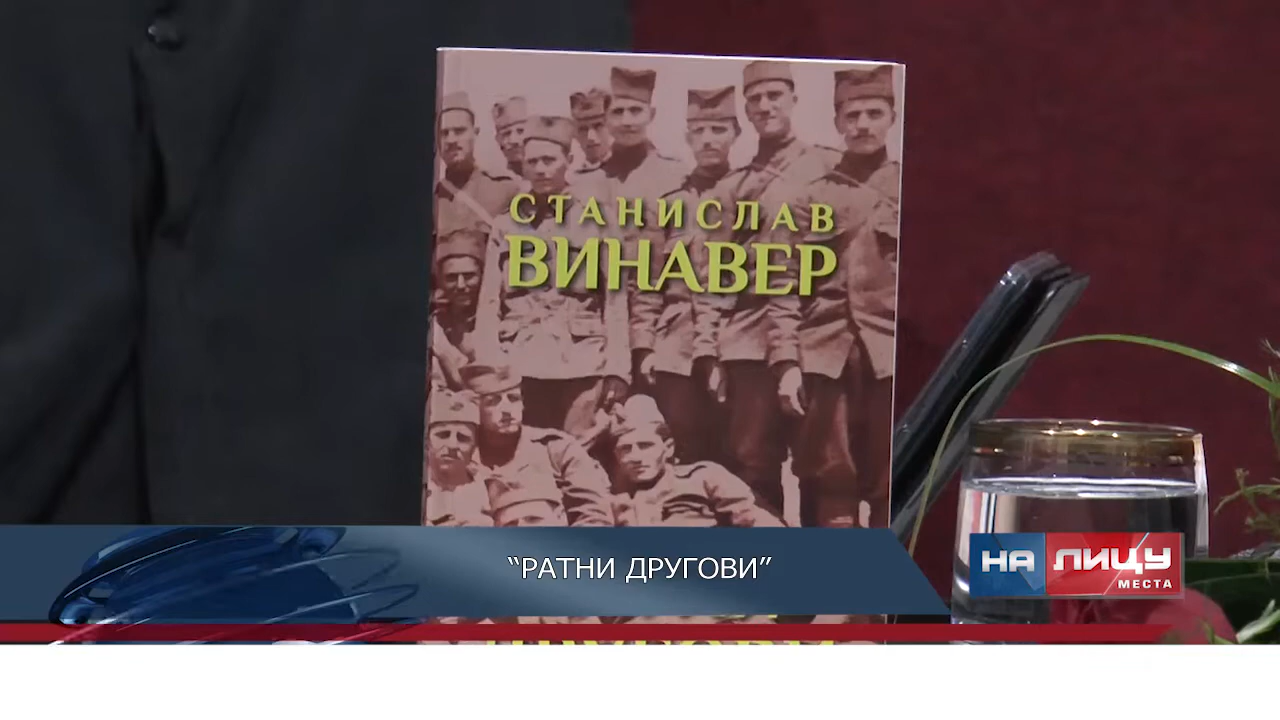 СТАНИСЛАВ
ВИНАВЕР
“РАТНИ ДРУГОВИ”
НА ЛИЦУ
МЕСТА